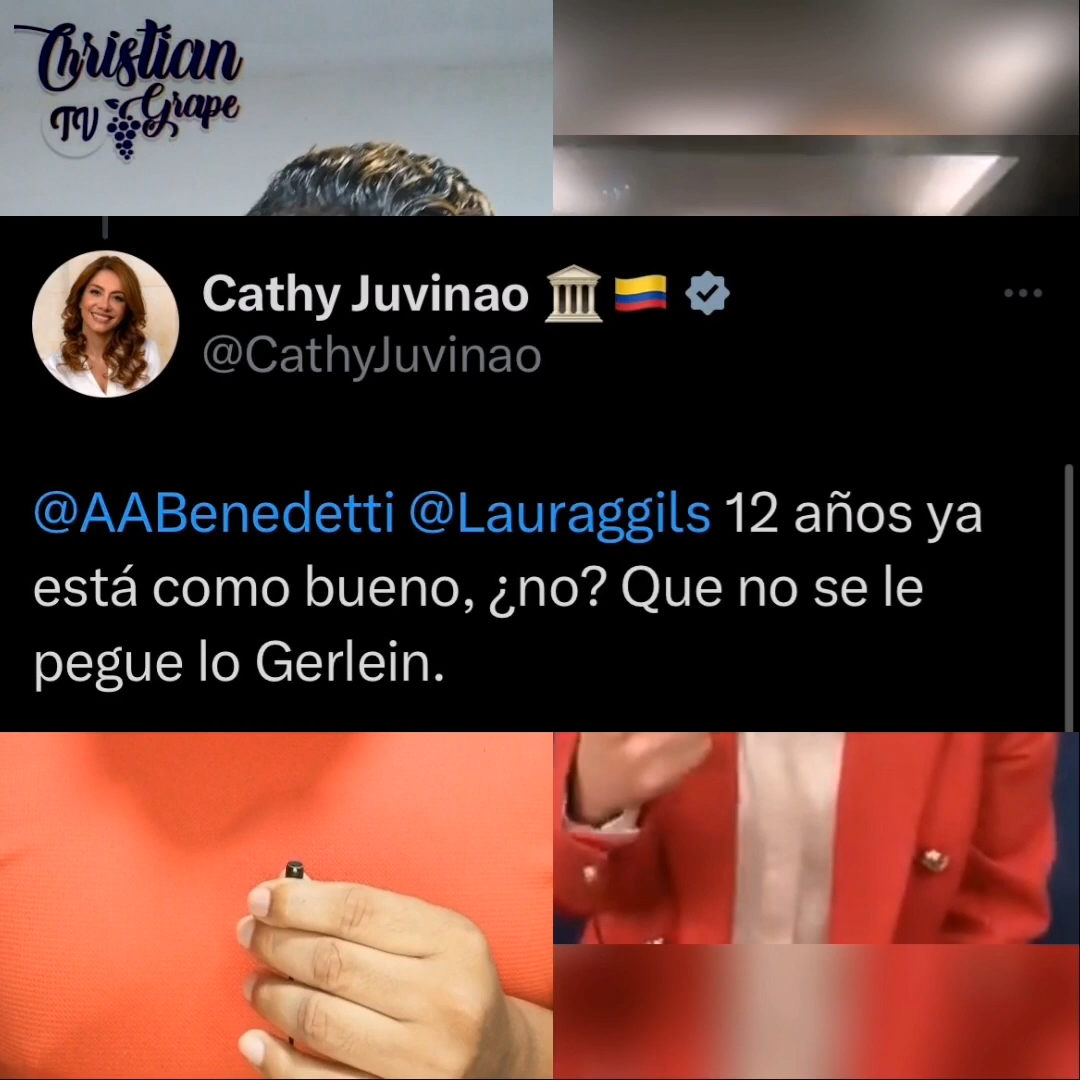 Christian
TV Grape
Cathy Juvinao 🏛️🇨🇴
@CathyJuvinao
@AABenedetti @Lauraggils 12 años ya
está como bueno, ¿no? Que no se le
pegue lo Gerlein.